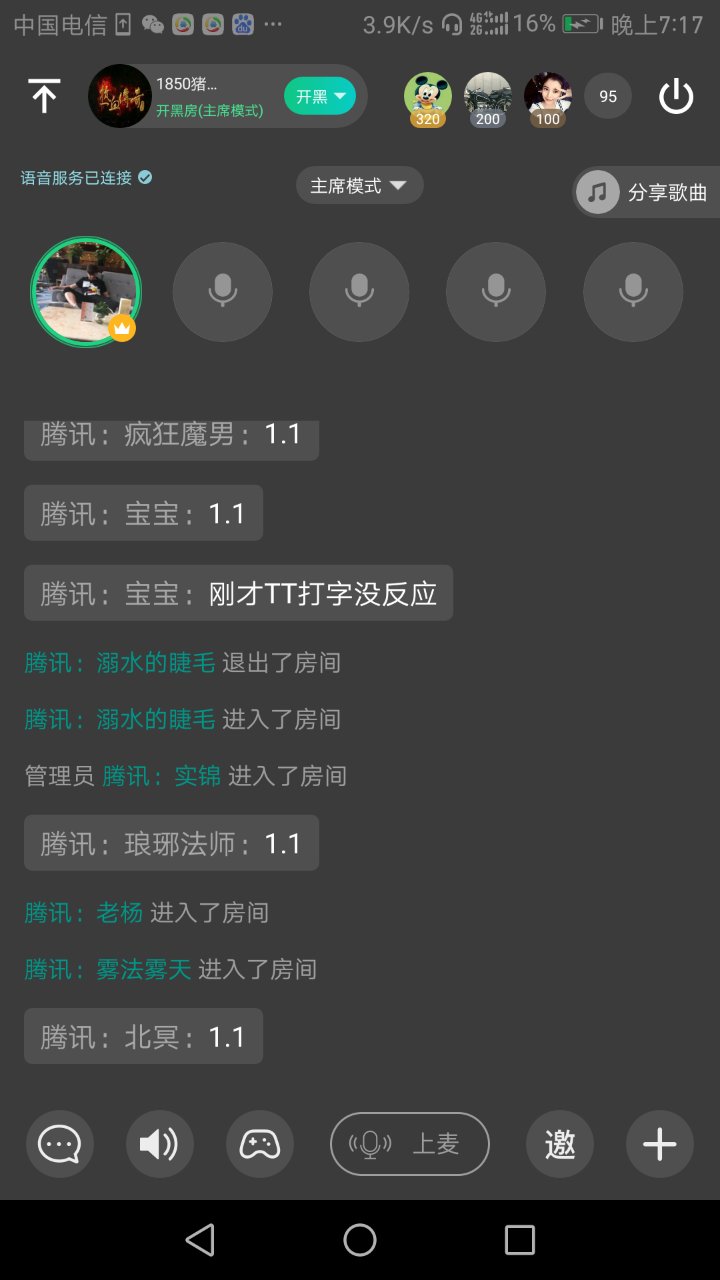 中国电信 ··· 3.9K/s 4G 2G 16% 晚上7:17
1850猪...
开黑房(主席模式)
开黑
320
200
100
95
语音服务已连接
主席模式
分享歌曲
腾讯：疯狂魔男：1.1
腾讯：宝宝：1.1
腾讯：宝宝：刚才TT打字没反应
腾讯：溺水的睫毛 退出了房间
腾讯：溺水的睫毛 进入了房间
管理员 腾讯：实锦 进入了房间
腾讯：琅琊法师：1.1
腾讯：老杨 进入了房间
腾讯：雾法雾天 进入了房间
腾讯：北冥：1.1
上麦
邀